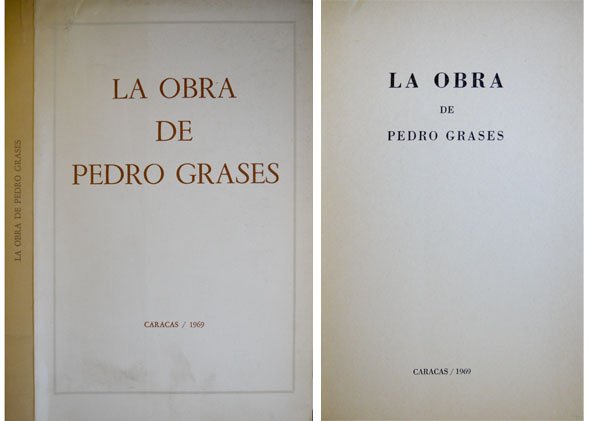 LA OBRA DE PEDRO GRASES
LA OBRA
DE
PEDRO GRASES
CARACAS / 1969
LA OBRA
DE
PEDRO GRASES
CARACAS / 1969